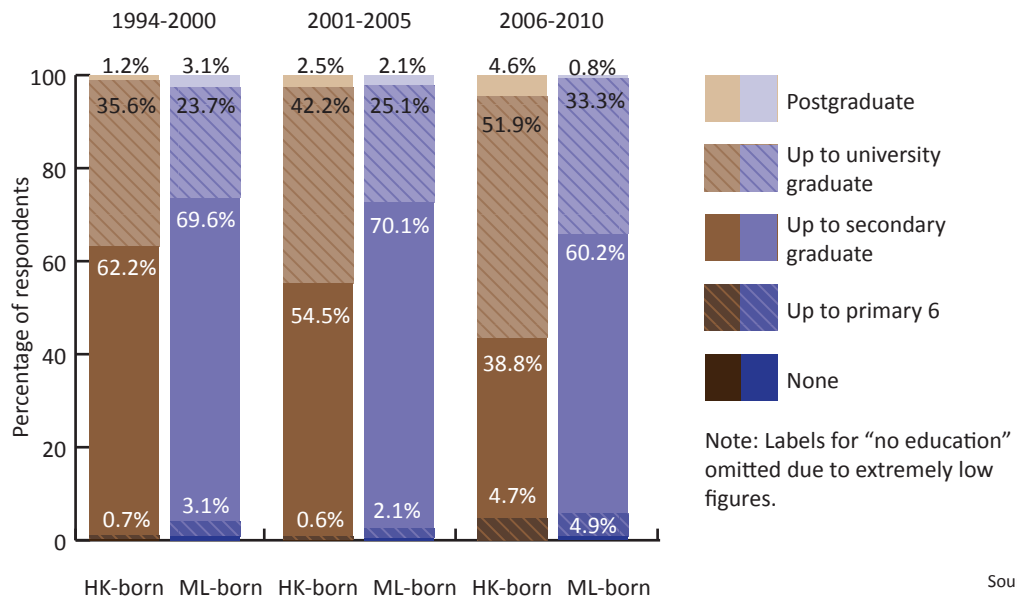 1994-2000 2001-2005 2006-2010
1.2% 3.1% 2.5% 2.1% 4.6% 0.8%
100
35.6% 23.7% 42.2% 25.1% 51.9% 33.3%
80
69.6% 70.1%
62.2% 60.2%
60
54.5%
40
38.8%
20
4.7%
0.7% 3.1% 0.6% 2.1% 4.9%
0
Percentage of respondents
HK-born ML-born HK-born ML-born HK-born ML-born
Postgraduate
Up to university
graduate
Up to secondary
graduate
Up to primary 6
None
Note: Labels for “no education”
omitted due to extremely low
figures.
Sou